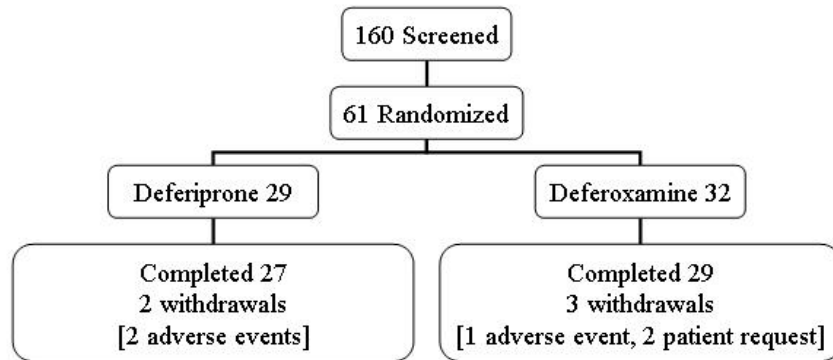 160 Screened
61 Randomized
Deferiprone 29
Deferoxamine 32
Completed 27
2 withdrawals
[2 adverse events]
Completed 29
3 withdrawals
[1 adverse event, 2 patient request]